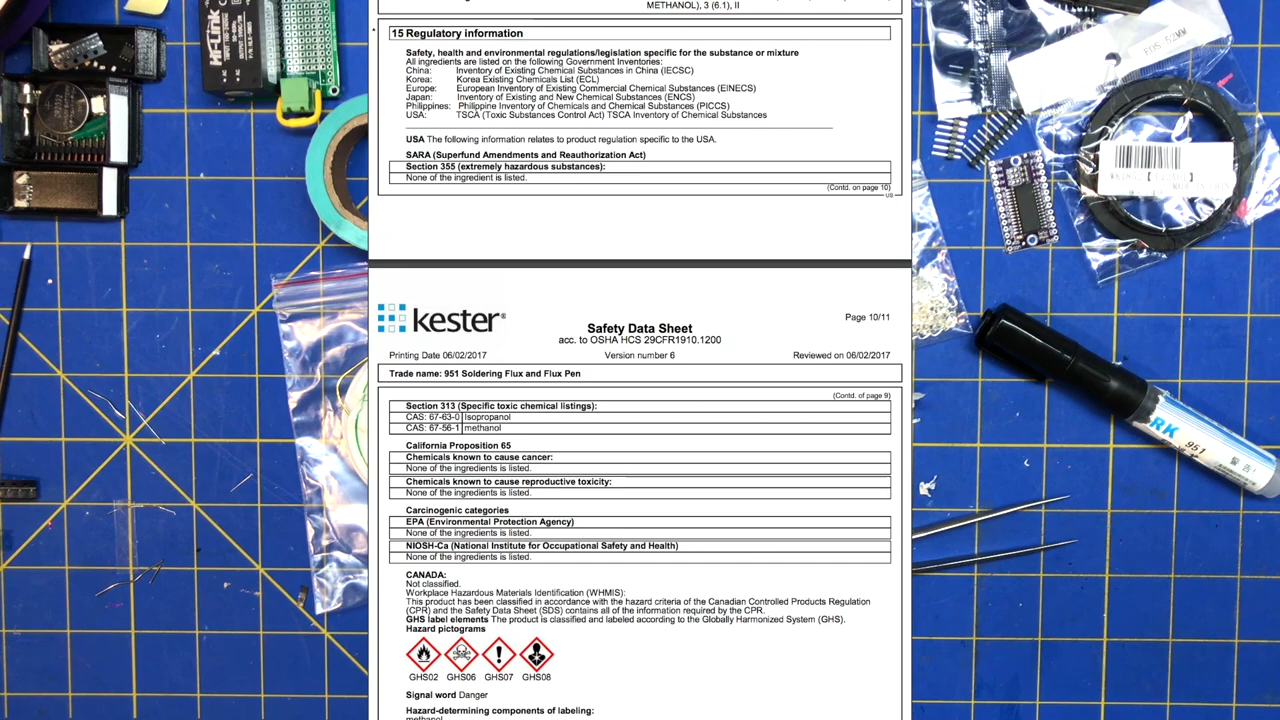 METHANOL), 3 (6.1), II
15 Regulatory information
Safety, health and environmental regulations/legislation specific for the substance or mixture
All ingredients are listed on the following Government Inventories:
China: Inventory of Existing Chemical Substances in China (IECSC)
Korea: Korea Existing Chemicals List (ECL)
Europe: European Inventory of Existing Commercial Chemical Substances (EINECS)
Japan: Inventory of Existing and New Chemical Substances (ENCS)
Philippines: Philippine Inventory of Chemicals and Chemical Substances (PICCS)
USA: TSCA (Toxic Substances Control Act) TSCA Inventory of Chemical Substances
USA The following information relates to product regulation specific to the USA.
SARA (Superfund Amendments and Reauthorization Act)
Section 355 (extremely hazardous substances):
None of the ingredient is listed.
(Contd. on page 10)
US
kester®
Safety Data Sheet
acc. to OSHA HCS 29CFR1910.1200
Page 10/11
Printing Date 06/02/2017 Version number 6 Reviewed on 06/02/2017
Trade name: 951 Soldering Flux and Flux Pen
(Contd. of page 9)
Section 313 (Specific toxic chemical listings):
CAS: 67-63-0 Isopropanol
CAS: 67-56-1 methanol
California Proposition 65
Chemicals known to cause cancer:
None of the ingredients is listed.
Chemicals known to cause reproductive toxicity:
None of the ingredients is listed.
Carcinogenic categories
EPA (Environmental Protection Agency)
None of the ingredients is listed.
NIOSH-Ca (National Institute for Occupational Safety and Health)
None of the ingredients is listed.
CANADA:
Not classified.
Workplace Hazardous Materials Identification (WHMIS):
This product has been classified in accordance with the hazard criteria of the Canadian Controlled Products Regulation
(CPR) and the Safety Data Sheet (SDS) contains all of the information required by the CPR.
GHS label elements The product is classified and labeled according to the Globally Harmonized System (GHS).
Hazard pictograms
GHS02 GHS06 GHS07 GHS08
Signal word Danger
Hazard-determining components of labeling:
methanol
Hi-Link
52MM
RK 951
警告